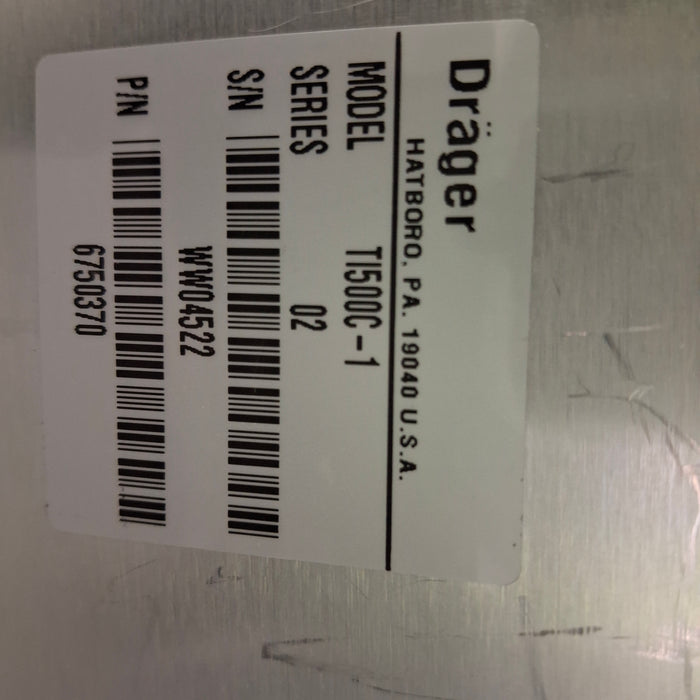 Dräger
HATBORO, PA. 19040 U.S.A.
MODEL TI500C-1
SERIES 02
S/N
WW04522
P/N
6750370